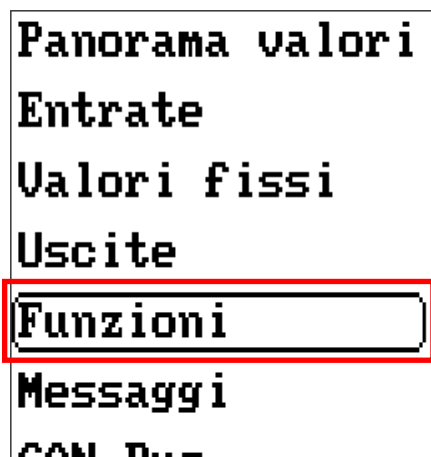 Panorama valori
Entrate
Valori fissi
Uscite
Funzioni
Messaggi